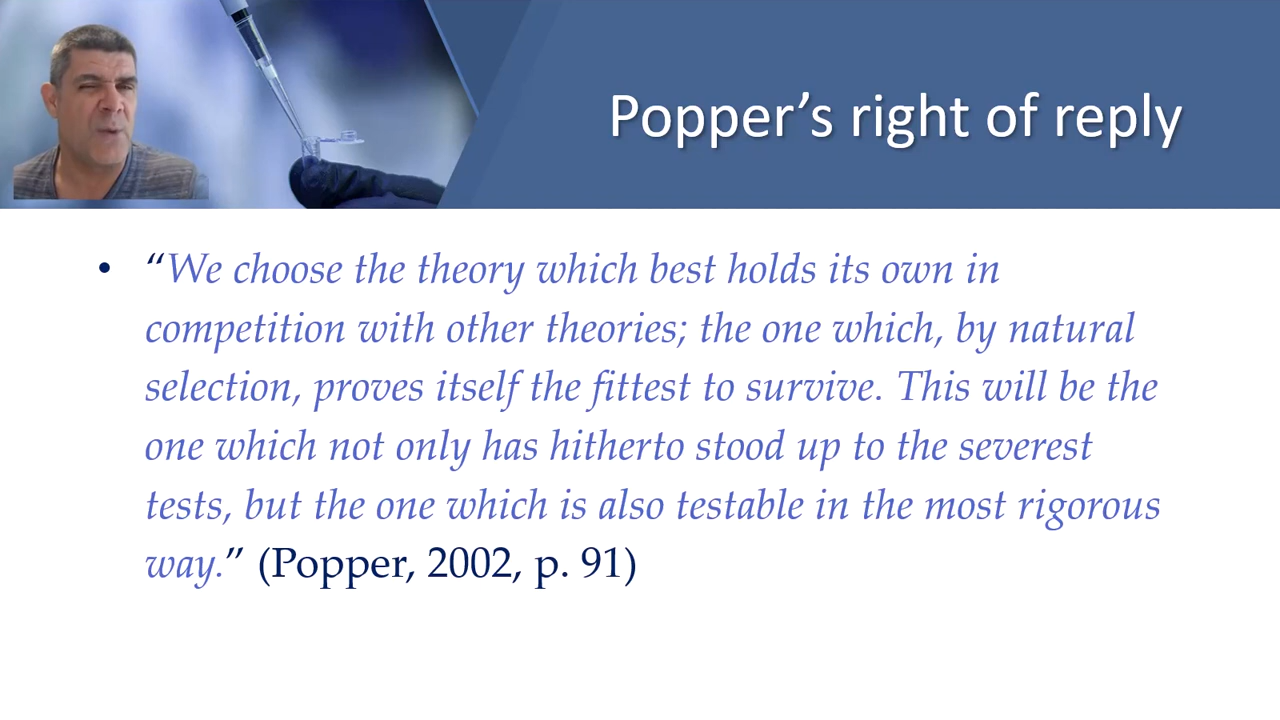 Popper’s right of reply
• “We choose the theory which best holds its own in
competition with other theories; the one which, by natural
selection, proves itself the fittest to survive. This will be the
one which not only has hitherto stood up to the severest
tests, but the one which is also testable in the most rigorous
way.” (Popper, 2002, p. 91)